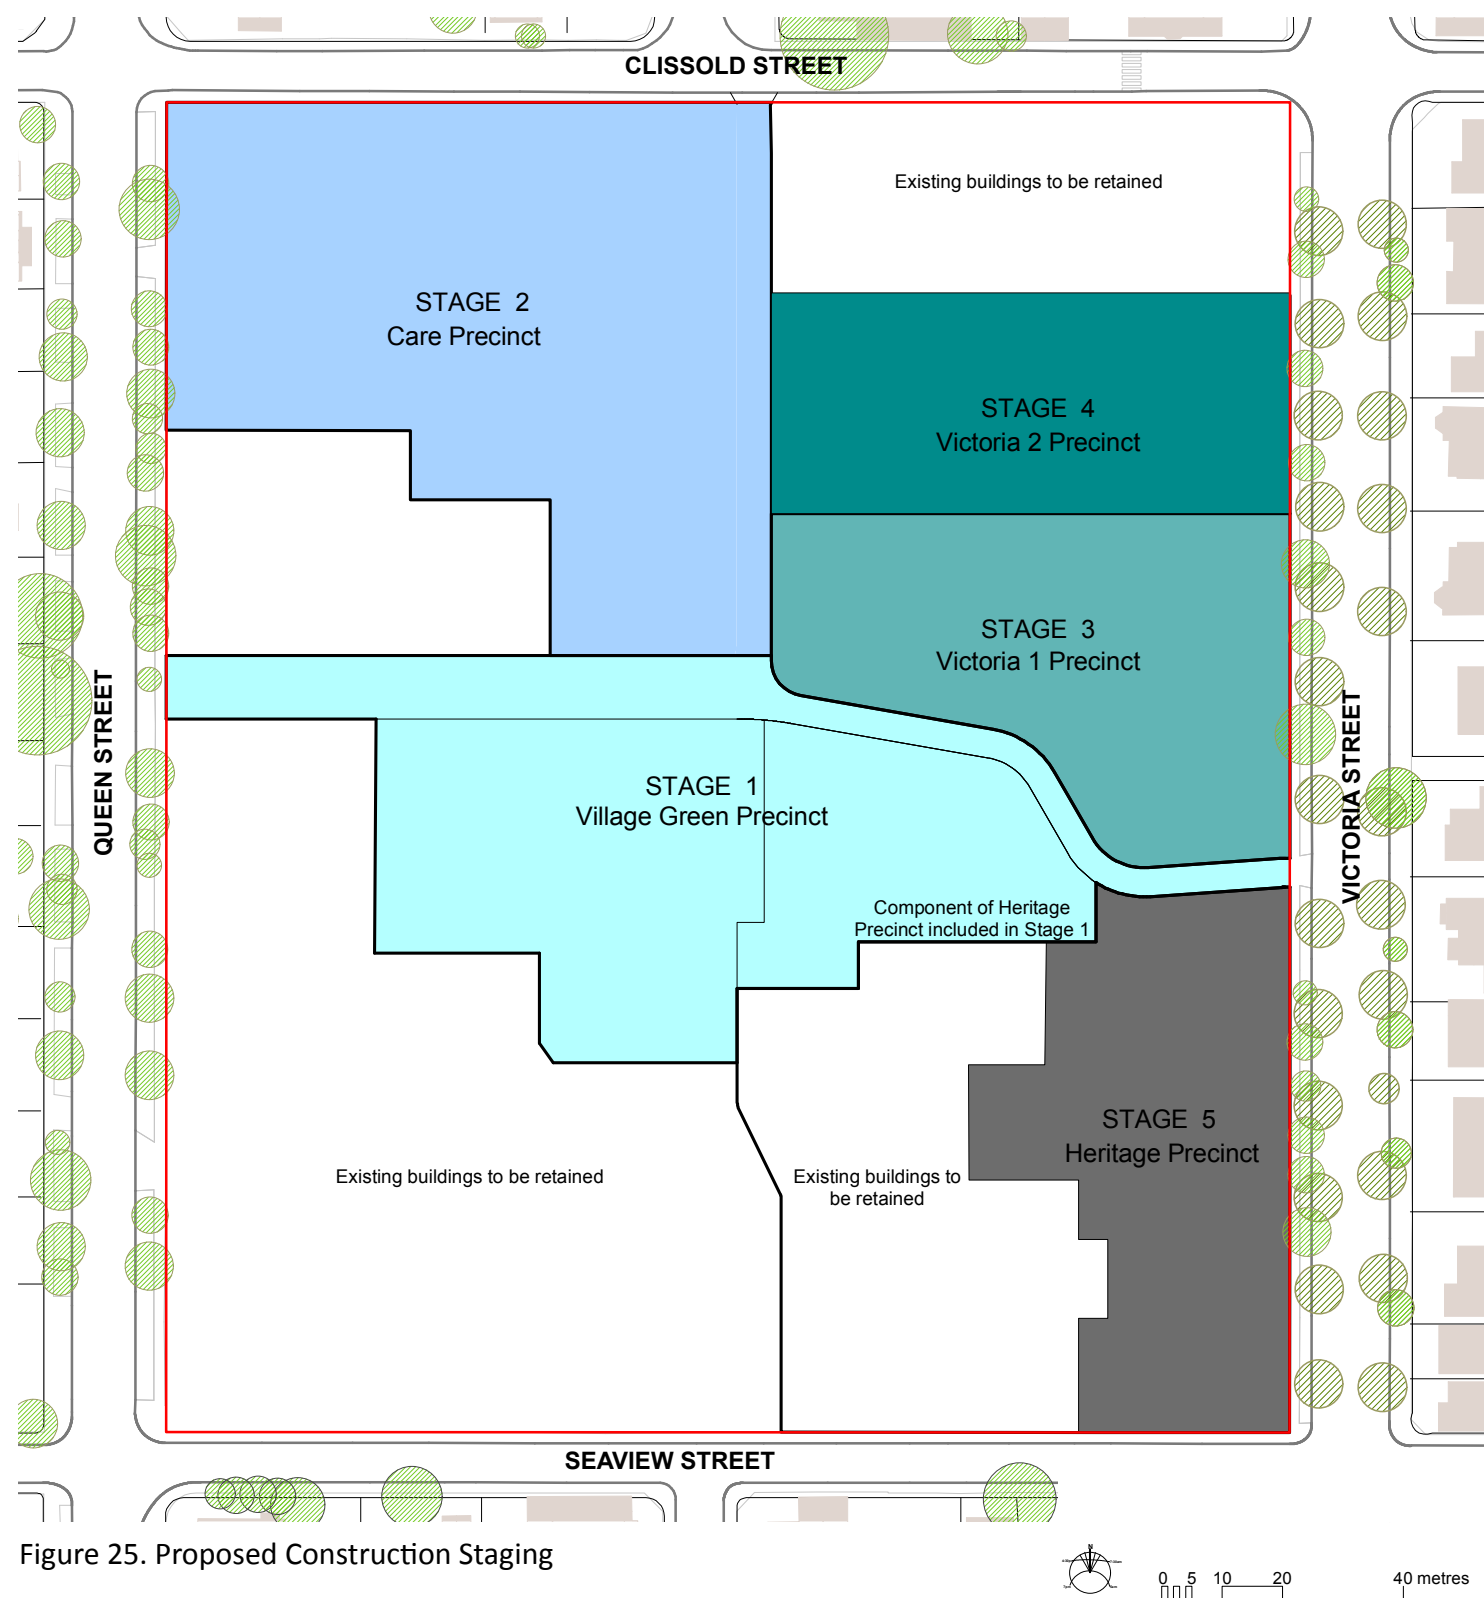 CLISSOLD STREET
Existing buildings to be retained
STAGE 2
Care Precinct
STAGE 4
Victoria 2 Precinct
STAGE 3
Victoria 1 Precinct
QUEEN STREET
VICTORIA STREET
STAGE 1
Village Green Precinct
Component of Heritage
Precinct included in Stage 1
STAGE 5
Heritage Precinct
Existing buildings to be retained
Existing buildings to
be retained
SEAVIEW STREET
Figure 25. Proposed Construction Staging
N
0 5 10 20 40 metres